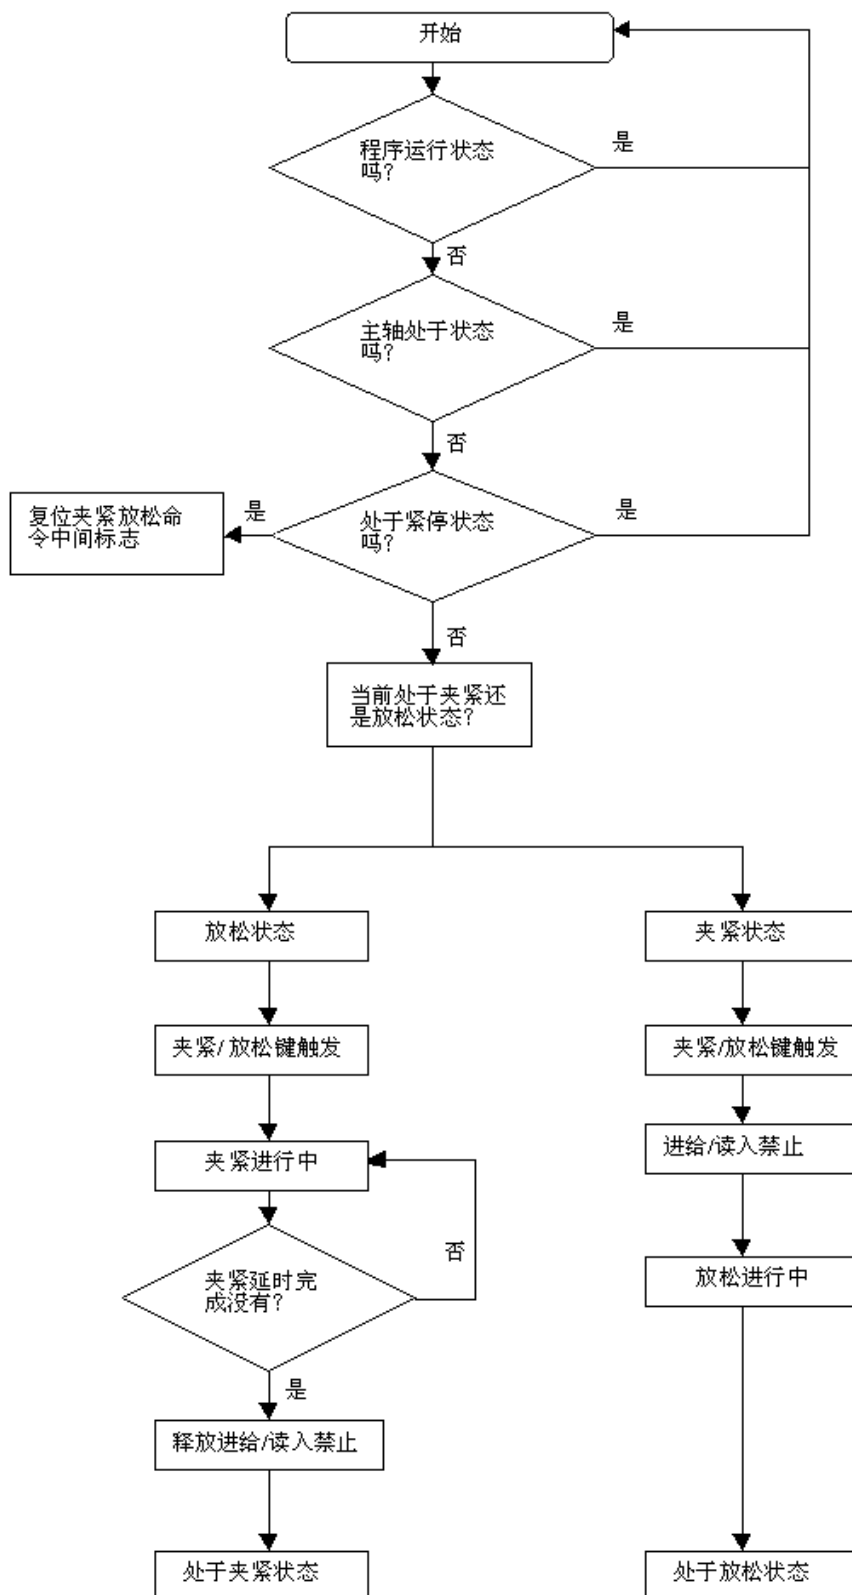 开始
程序运行状态
吗？
是
否
主轴处于状态
吗？
是
否
复位夹紧放松命
令中间标志
是
处于紧停状态
吗？
是
否
当前处于夹紧还
是放松状态？
放松状态
夹紧状态
夹紧/放松键触发
夹紧/放松键触发
夹紧进行中
进给/读入禁止
否
夹紧延时完
成没有？
放松进行中
是
释放进给/读入禁止
处于夹紧状态
处于放松状态